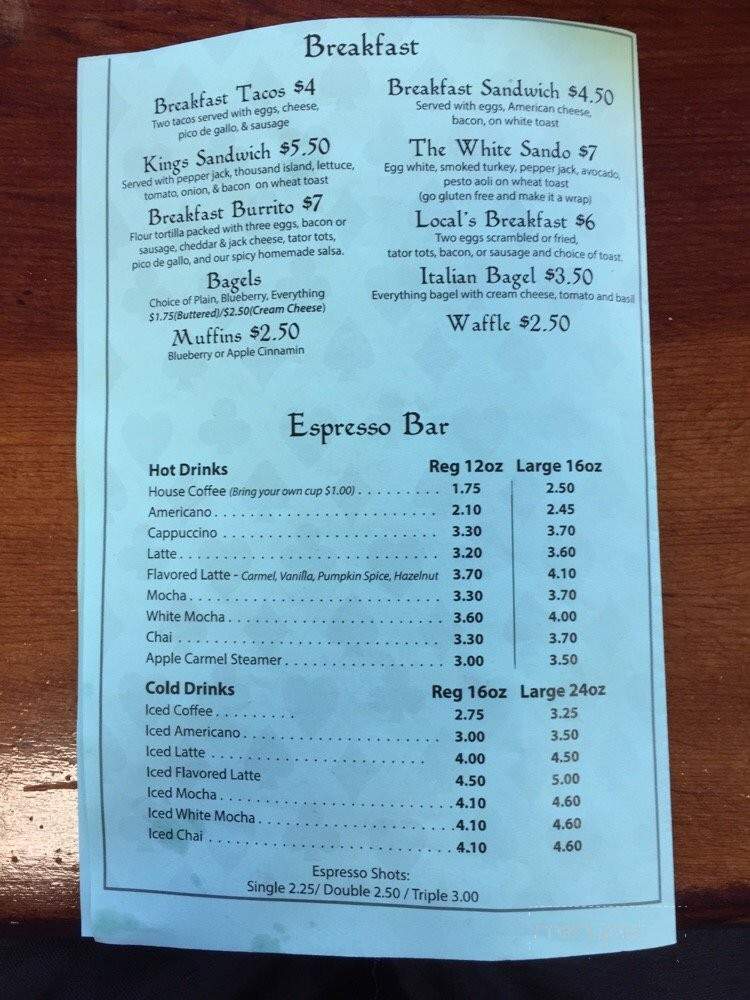 Breakfast
Breakfast Tacos $4
Two tacos served with eggs, cheese,
pico de gallo, & sausage
Kings Sandwich $5.50
Served with pepper jack, thousand island, lettuce,
tomato, onion, & bacon on wheat toast
Breakfast Burrito $7
Flour tortilla packed with three eggs, bacon or
sausage, cheddar & jack cheese, tator tots,
pico de gallo, and our spicy homemade salsa.
Bagels
Choice of Plain, Blueberry, Everything
$1.75(Buttered)/$2.50(Cream Cheese)
Muffins $2.50
Blueberry or Apple Cinnamin
Breakfast Sandwich $4.50
Served with eggs, American cheese,
bacon, on white toast
The White Sando $7
Egg white, smoked turkey, pepper jack, avocado,
pesto aoli on wheat toast
(go gluten free and make it a wrap)
Local's Breakfast $6
Two eggs scrambled or fried,
tator tots, bacon, or sausage and choice of toast.
Italian Bagel $3.50
Everything bagel with cream cheese, tomato and basil
Waffle $2.50
Espresso Bar
Hot Drinks Reg 12oz Large 16oz
House Coffee (Bring your own cup $1.00) . . . . . . . . . 1.75 2.50
Americano . . . . . . . . . . . . . . . . . . . . . . . . 2.10 2.45
Cappuccino . . . . . . . . . . . . . . . . . . . . . . . 3.30 3.70
Latte . . . . . . . . . . . . . . . . . . . . . . . . . . . 3.20 3.60
Flavored Latte - Carmel, Vanilla, Pumpkin Spice, Hazelnut 3.70 4.10
Mocha . . . . . . . . . . . . . . . . . . . . . . . . . . 3.30 3.70
White Mocha . . . . . . . . . . . . . . . . . . . . . . 3.60 4.00
Chai . . . . . . . . . . . . . . . . . . . . . . . . . . . 3.30 3.70
Apple Carmel Steamer . . . . . . . . . . . . . . . . 3.00 3.50
Cold Drinks Reg 16oz Large 24oz
Iced Coffee . . . . . . . . . 2.75 3.25
Iced Americano . . . . . . . . . . . . . . . . . . . . 3.00 3.50
Iced Latte . . . . . . . . . . . . . . . . . . . . . . . 4.00 4.50
Iced Flavored Latte 4.50 5.00
Iced Mocha . . . . . . . . . . . . . . . . . . . . . . . . 4.10 4.60
Iced White Mocha . . . . . . . . . . . . . . . . . . . . 4.10 4.60
Iced Chai . . . . . . . . . . . . . . . . . . . . . . . . . 4.10 4.60
Espresso Shots:
Single 2.25/ Double 2.50 / Triple 3.00